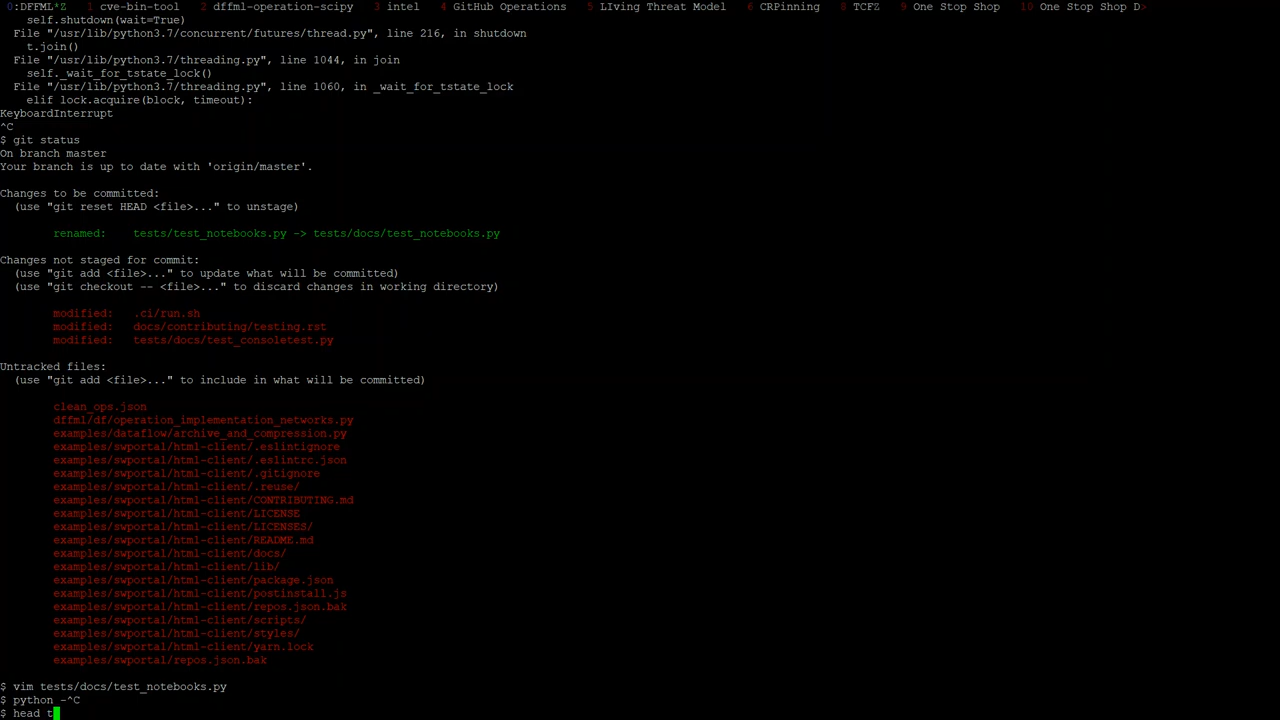 0:DFFML*Z  1 cve-bin-tool  2 dffml-operation-scipy  3 intel  4 GitHub Operations  5 LIving Threat Model  6 CRPinning  8 TCFZ  9 One Stop Shop  10 One Stop Shop D>
    self.shutdown(wait=True)
  File "/usr/lib/python3.7/concurrent/futures/thread.py", line 216, in shutdown
    t.join()
  File "/usr/lib/python3.7/threading.py", line 1044, in join
    self._wait_for_tstate_lock()
  File "/usr/lib/python3.7/threading.py", line 1060, in _wait_for_tstate_lock
    elif lock.acquire(block, timeout):
KeyboardInterrupt
^C
$ git status
On branch master
Your branch is up to date with 'origin/master'.
Changes to be committed:
  (use "git reset HEAD <file>..." to unstage)
        renamed:    tests/test_notebooks.py -> tests/docs/test_notebooks.py
Changes not staged for commit:
  (use "git add <file>..." to update what will be committed)
  (use "git checkout -- <file>..." to discard changes in working directory)
        modified:   .ci/run.sh
        modified:   docs/contributing/testing.rst
        modified:   tests/docs/test_consoletest.py
Untracked files:
  (use "git add <file>..." to include in what will be committed)
        clean_ops.json
        dffml/df/operation_implementation_networks.py
        examples/dataflow/archive_and_compression.py
        examples/swportal/html-client/.eslintignore
        examples/swportal/html-client/.eslintrc.json
        examples/swportal/html-client/.gitignore
        examples/swportal/html-client/.reuse/
        examples/swportal/html-client/CONTRIBUTING.md
        examples/swportal/html-client/LICENSE
        examples/swportal/html-client/LICENSES/
        examples/swportal/html-client/README.md
        examples/swportal/html-client/docs/
        examples/swportal/html-client/lib/
        examples/swportal/html-client/package.json
        examples/swportal/html-client/postinstall.js
        examples/swportal/html-client/repos.json.bak
        examples/swportal/html-client/scripts/
        examples/swportal/html-client/styles/
        examples/swportal/html-client/yarn.lock
        examples/swportal/repos.json.bak
$ vim tests/docs/test_notebooks.py
$ python -^C
$ head t